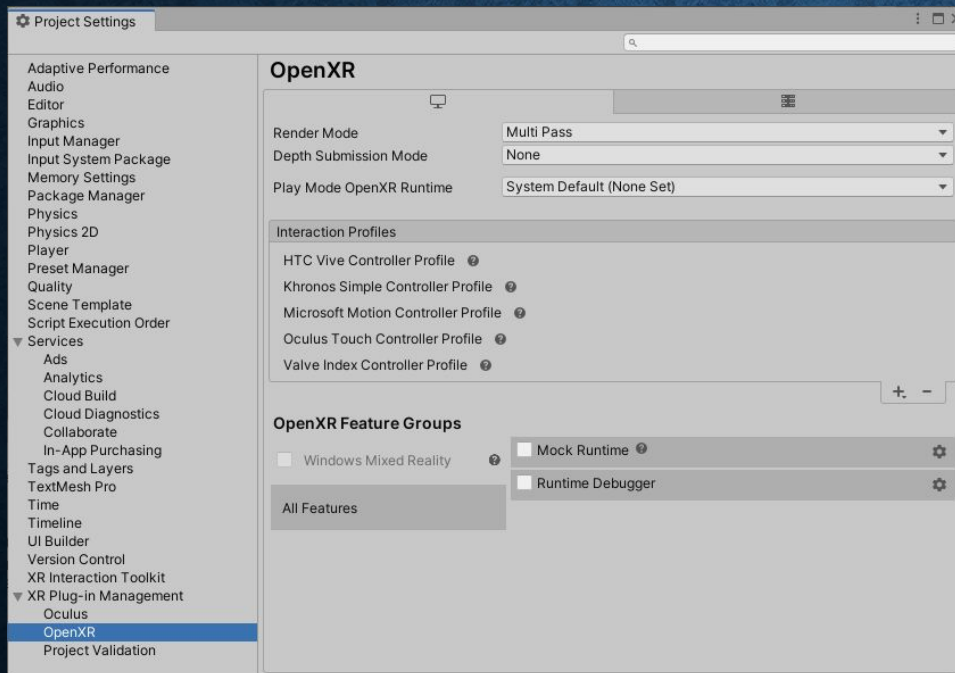 Project Settings
Adaptive Performance
Audio
Editor
Graphics
Input Manager
Input System Package
Memory Settings
Package Manager
Physics
Physics 2D
Player
Preset Manager
Quality
Scene Template
Script Execution Order
Services
Ads
Analytics
Cloud Build
Cloud Diagnostics
Collaborate
In-App Purchasing
Tags and Layers
TextMesh Pro
Time
Timeline
UI Builder
Version Control
XR Interaction Toolkit
XR Plug-in Management
Oculus
OpenXR
Project Validation
OpenXR
Render Mode Multi Pass
Depth Submission Mode None
Play Mode OpenXR Runtime System Default (None Set)
Interaction Profiles
HTC Vive Controller Profile
Khronos Simple Controller Profile
Microsoft Motion Controller Profile
Oculus Touch Controller Profile
Valve Index Controller Profile
OpenXR Feature Groups
Windows Mixed Reality
All Features
Mock Runtime
Runtime Debugger